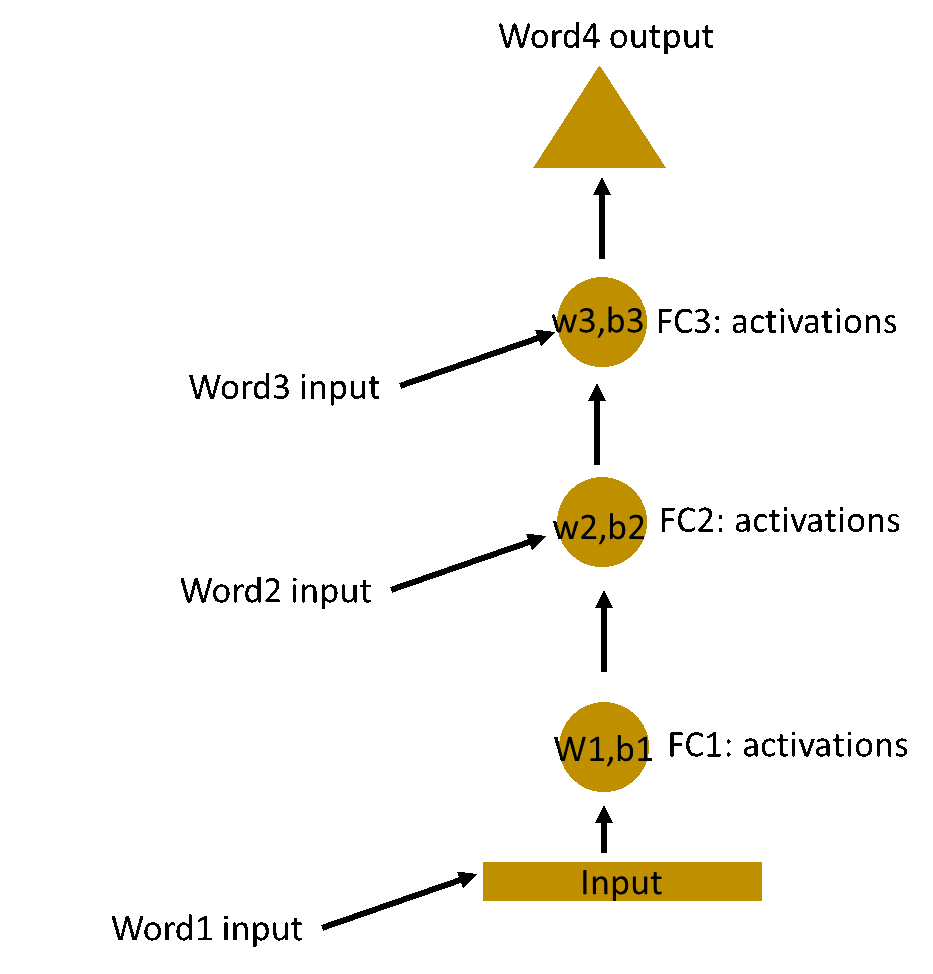 Word4 output
w3,b3 FC3: activations
Word3 input
w2,b2 FC2: activations
Word2 input
W1,b1 FC1: activations
Input
Word1 input